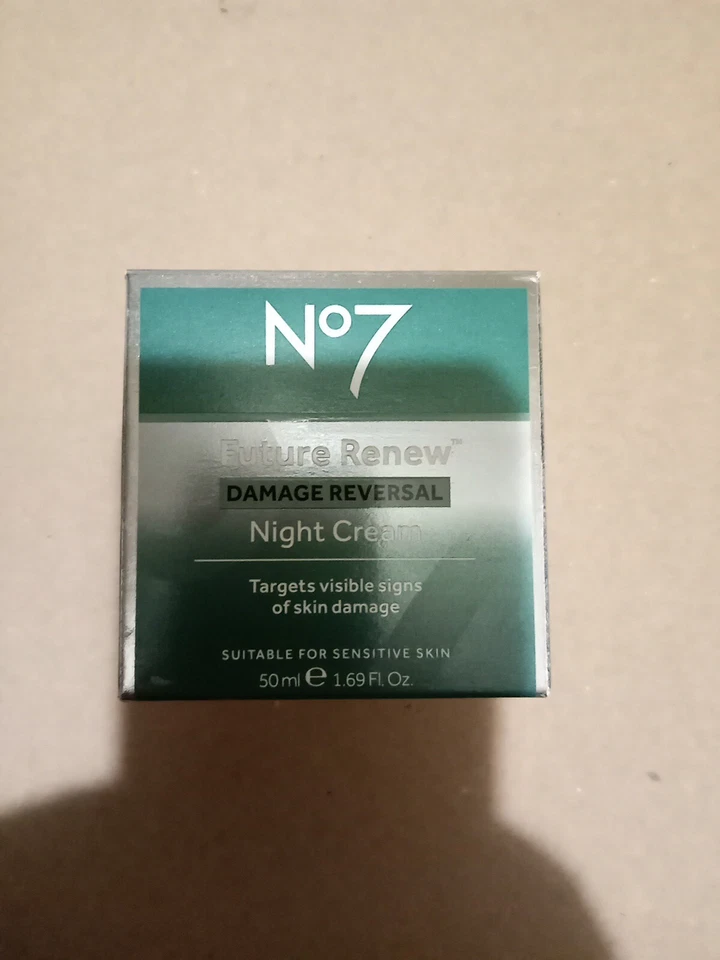 No7
Future Renew™
DAMAGE REVERSAL
Night Cream
Targets visible signs
of skin damage
SUITABLE FOR SENSITIVE SKIN
50 ml ℮ 1.69 Fl. Oz.